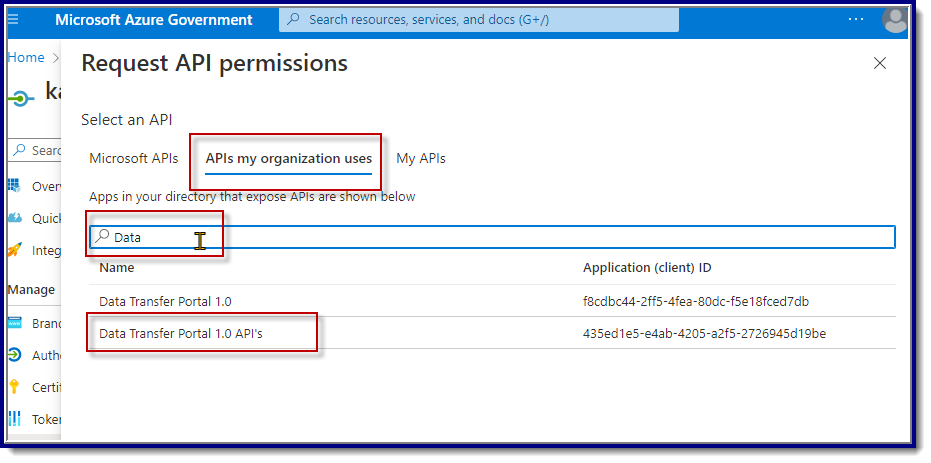 Microsoft Azure Government
Search resources, services, and docs (G+/)
Home
Request API permissions
ka
Select an API
Sear
Microsoft APIs
APIs my organization uses
My APIs
Overv
Apps in your directory that expose APIs are shown below
Quick
Data
Integ
Name
Application (client) ID
Manage
Data Transfer Portal 1.0
f8cdbc44-2ff5-4fea-80dc-f5e18fced7db
Bran
Data Transfer Portal 1.0 API's
435ed1e5-e4ab-4205-a2f5-2726945d19be
Authe
Certif
Token